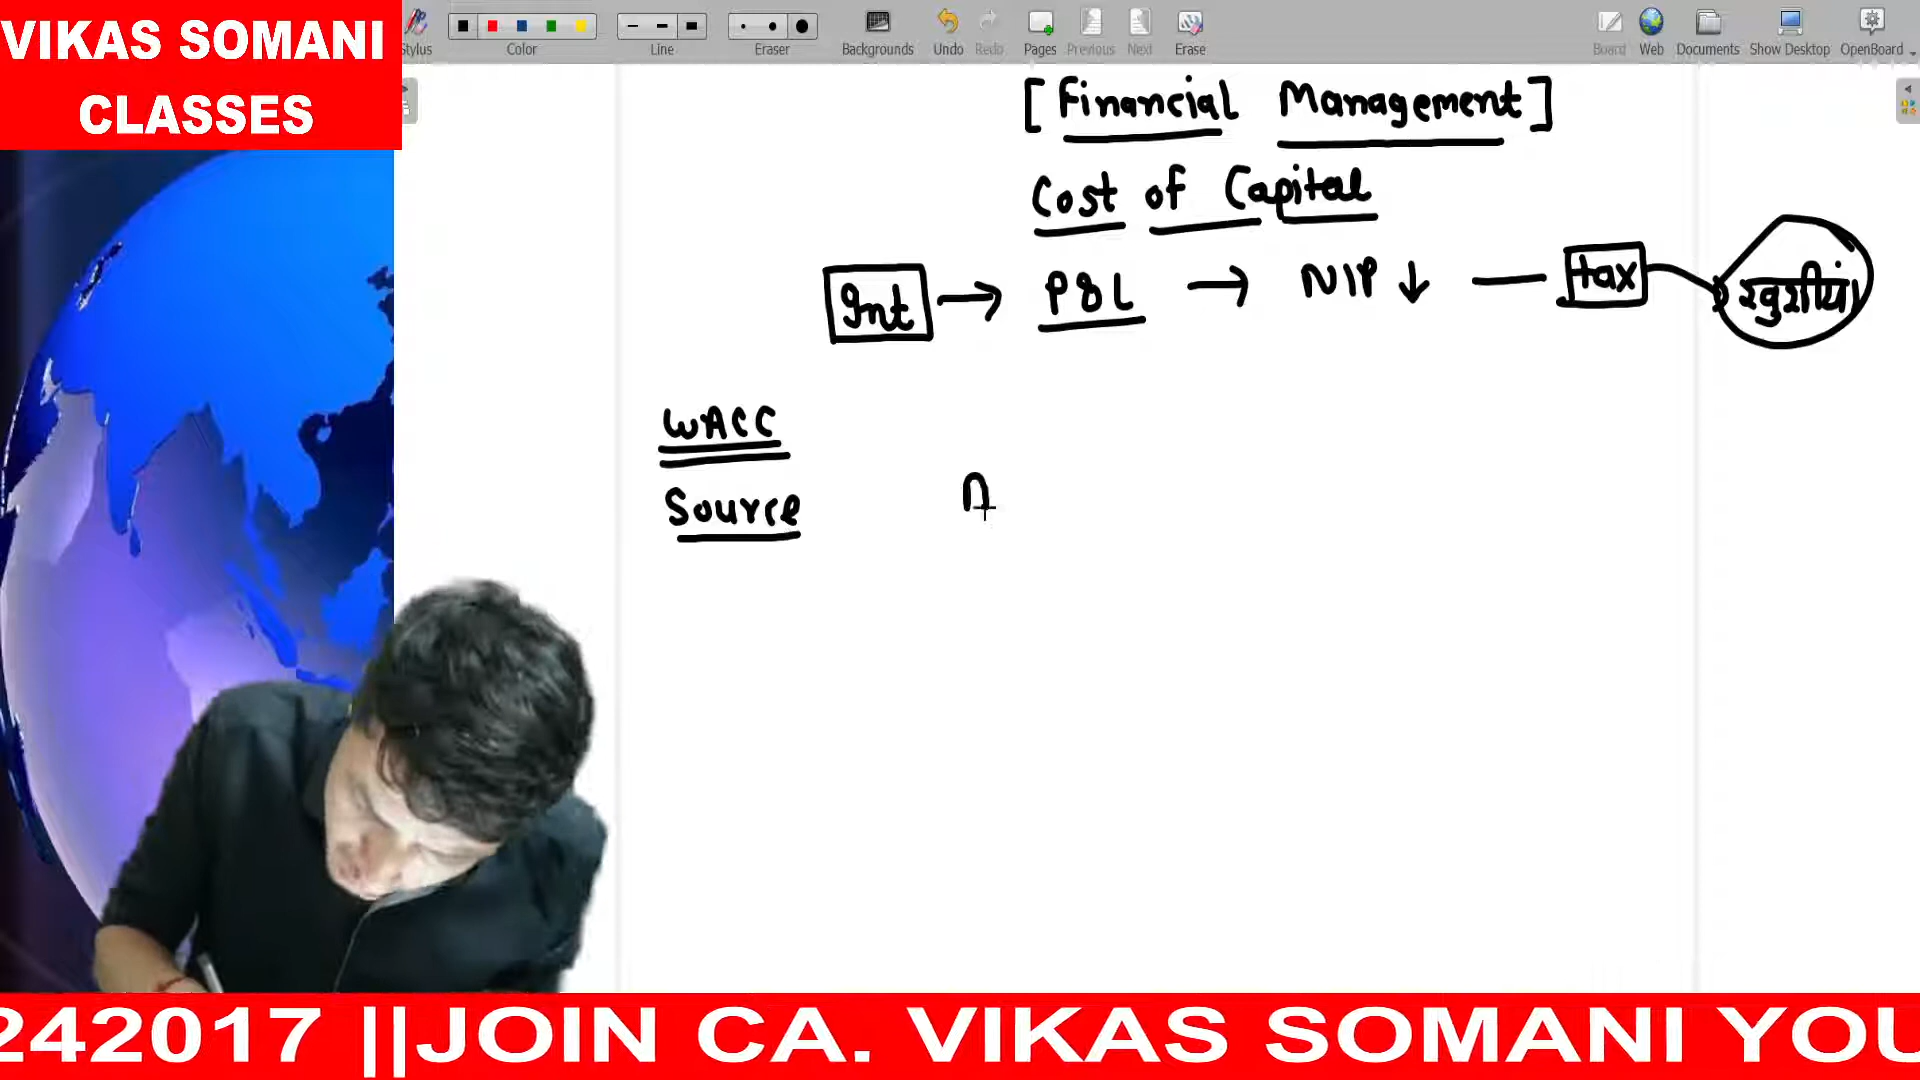 VIKAS SOMANI
CLASSES
Stylus Color Line Eraser Backgrounds Undo Redo Pages Previous Next Erase Board Web Documents Show Desktop OpenBoard
[Financial Management]
Cost of Capital
Int → P&L → NIP ↓ — tax खुशीयां
WACC
Source
242017 ||JOIN CA. VIKAS SOMANI YOU